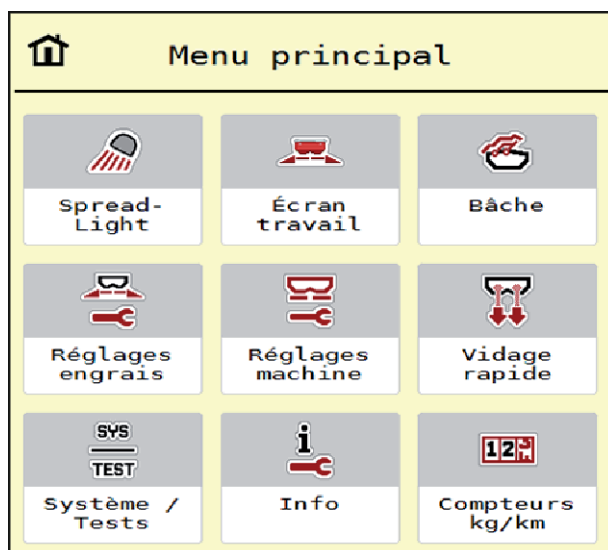 Menu principal
Spread-
Light
Écran
travail
Bâche
Réglages
engrais
Réglages
machine
Vidage
rapide
SYS
TEST
Système /
Tests
i
Info
12
Compteurs
kg/km